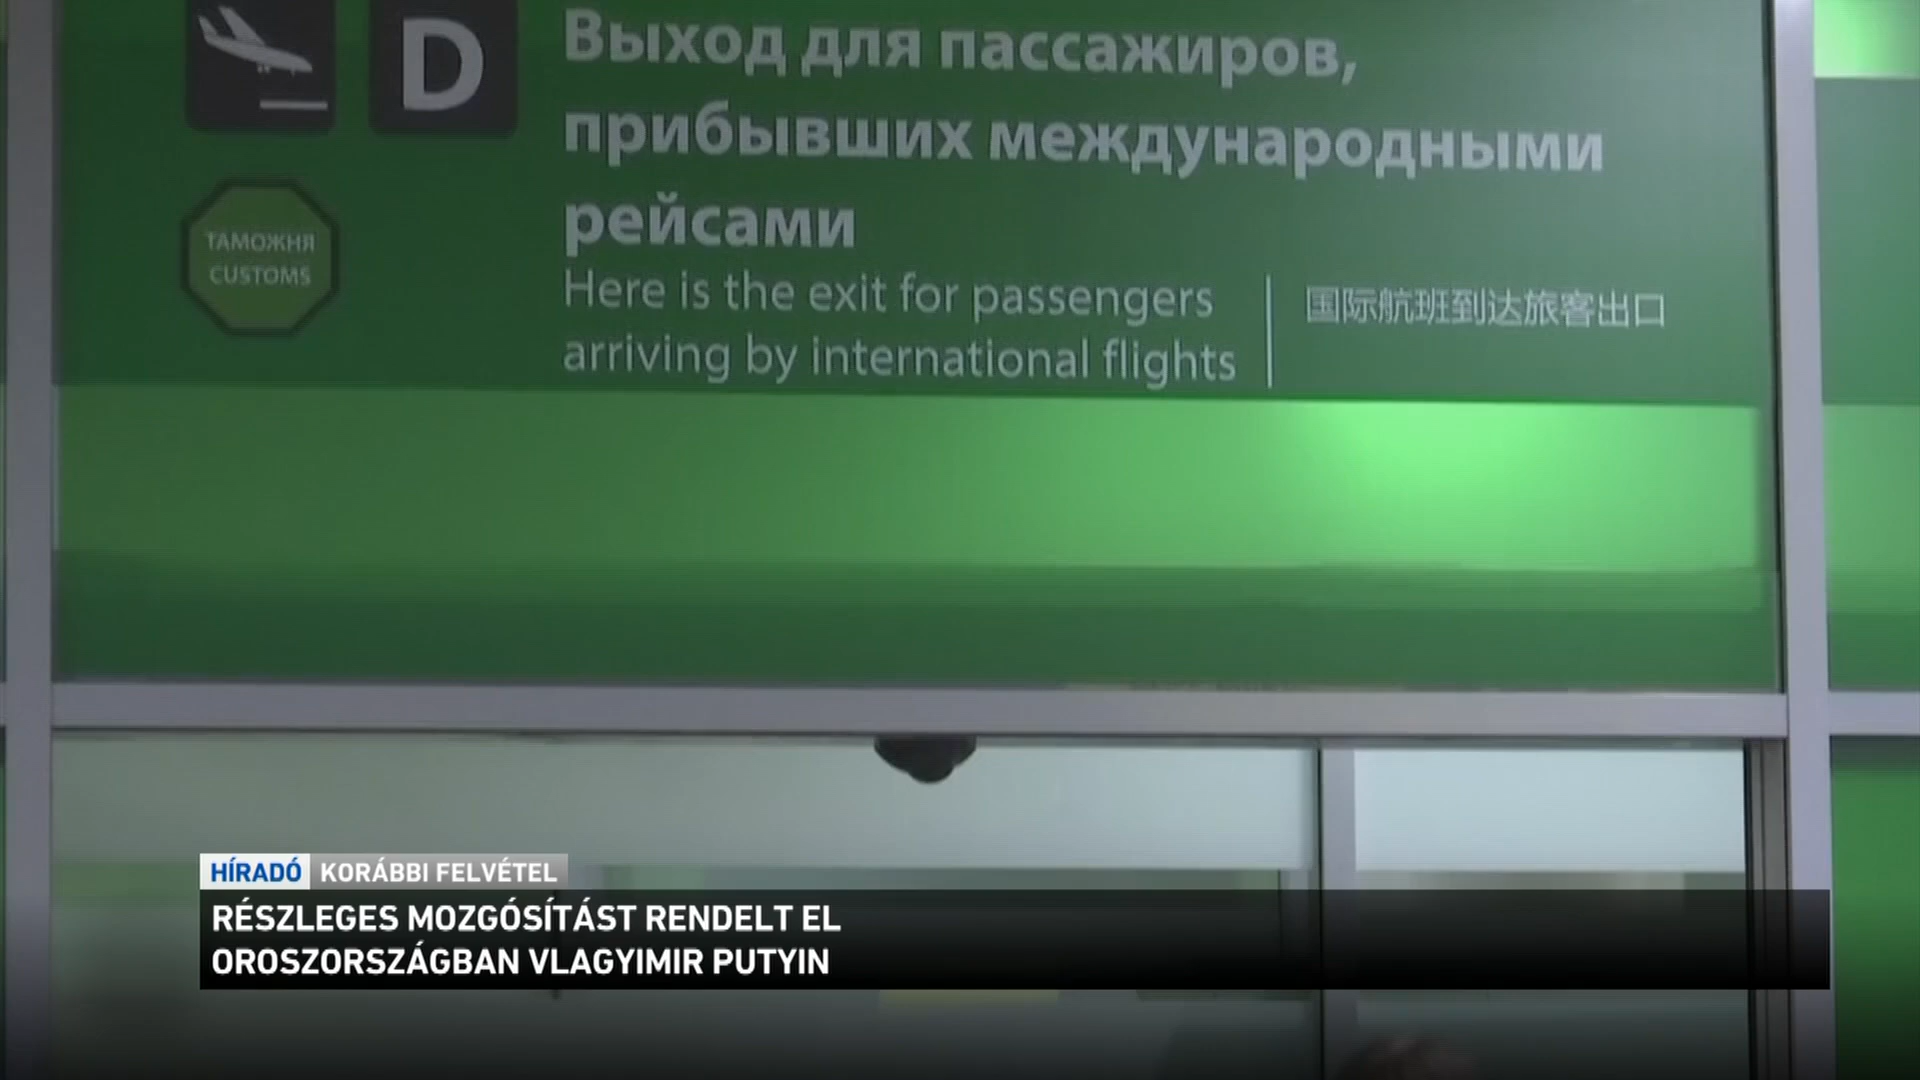 D
Выход для пассажиров,
прибывших международными
рейсами
ТАМОЖНЯ
CUSTOMS
Here is the exit for passengers
arriving by international flights
国际航班到达旅客出口
HÍRADÓ KORÁBBI FELVÉTEL
RÉSZLEGES MOZGÓSÍTÁST RENDELT EL
OROSZORSZÁGBAN VLAGYIMIR PUTYIN